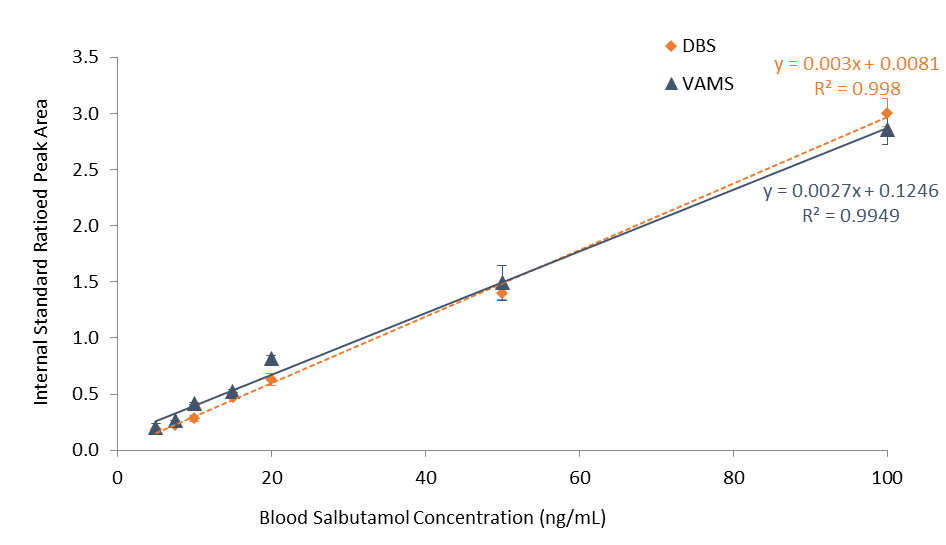 DBS
VAMS
y = 0.003x + 0.0081
R² = 0.998
y = 0.0027x + 0.1246
R² = 0.9949
Internal Standard Ratioed Peak Area
3.5
3.0
2.5
2.0
1.5
1.0
0.5
0.0
0 20 40 60 80 100
Blood Salbutamol Concentration (ng/mL)